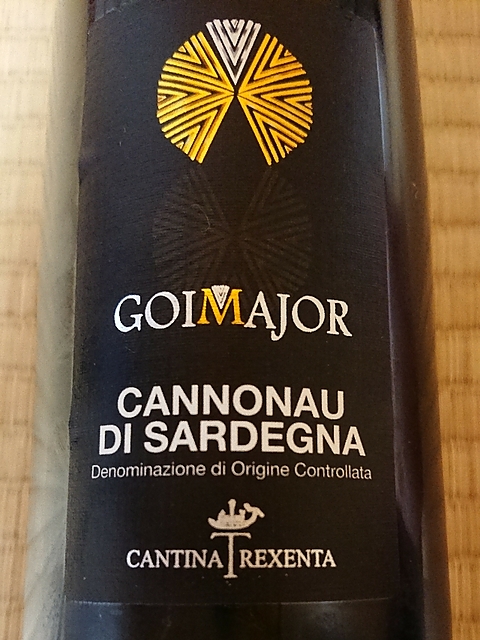 GOIMAJOR
CANNONAU
DI SARDEGNA
Denominazione di Origine Controllata
CANTINA TREXENTA